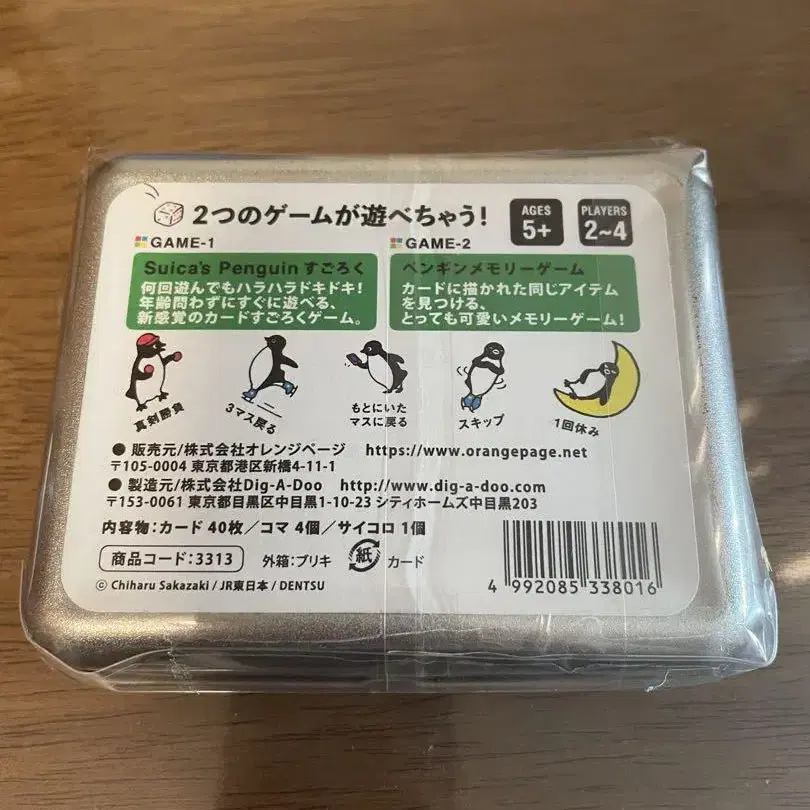 2つのゲームが遊べちゃう!
AGES
5+
PLAYERS
2~4
GAME-1
Suica's Penguin すごろく
何回遊んでもハラハラドキドキ!
年齢問わずにすぐに遊べる、
新感覚のカードすごろくゲーム。
GAME-2
ペンギンメモリーゲーム
カードに描かれた同じアイテム
を見つける、
とっても可愛いメモリーゲーム!
真剣勝負
3マス戻る
もとにいた
マスに戻る
スキップ
1回休み
● 販売元/株式会社オレンジページ https://www.orangepage.net
〒105-0004 東京都港区新橋4-11-1
● 製造元/株式会社Dig-A-Doo http://www.dig-a-doo.com
〒153-0061 東京都目黒区中目黒1-10-23 シティホームズ中目黒203
内容物:カード 40枚/コマ 4個/サイコロ 1個
商品コード:3313
外箱:ブリキ 紙 カード
© Chiharu Sakazaki / JR東日本 / DENTSU
4 992085 338016